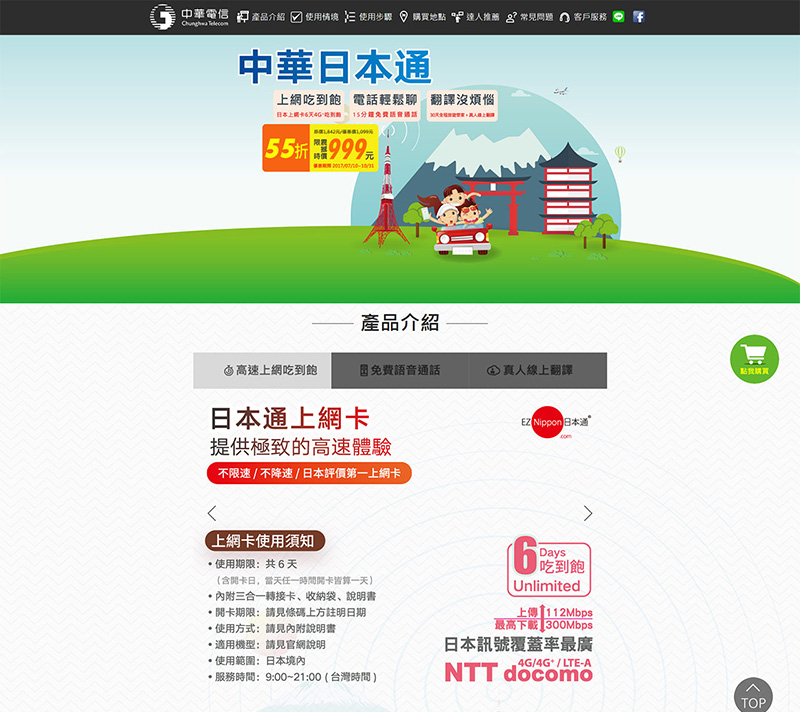 中華電信
Chunghwa Telecom
產品介紹 使用情境 使用步驟 購買地點 達人推薦 常見問題 客戶服務
中華日本通
上網吃到飽 電話輕鬆聊 翻譯沒煩惱
日本上網卡6天4G⁺吃到飽 15分鐘免費語音通話 30天全程旅遊管家+真人線上翻譯
原價1,842元/優惠價1,099元
55折 限時 震撼價 999元
優惠期間 2017/07/10~10/31
產品介紹
高速上網吃到飽 免費語音通話 真人線上翻譯
點我購買
日本通上網卡
EZ Nippon 日本通®
.com
提供極致的高速體驗
不限速 / 不降速 / 日本評價第一上網卡
上網卡使用須知
• 使用期限：共 6 天
（含開卡日，當天任一時間開卡皆算一天）
• 內附三合一轉接卡、收納袋、說明書
• 開卡期限：請見條碼上方註明日期
• 使用方式：請見內附說明書
• 適用機型：請見官網說明
• 使用範圍：日本境內
• 服務時間：9:00~21:00 ( 台灣時間 )
6 Days
吃到飽
Unlimited
上傳 112Mbps
最高下載 300Mbps
日本訊號覆蓋率最廣
4G/4G⁺ / LTE-A
NTT docomo
TOP